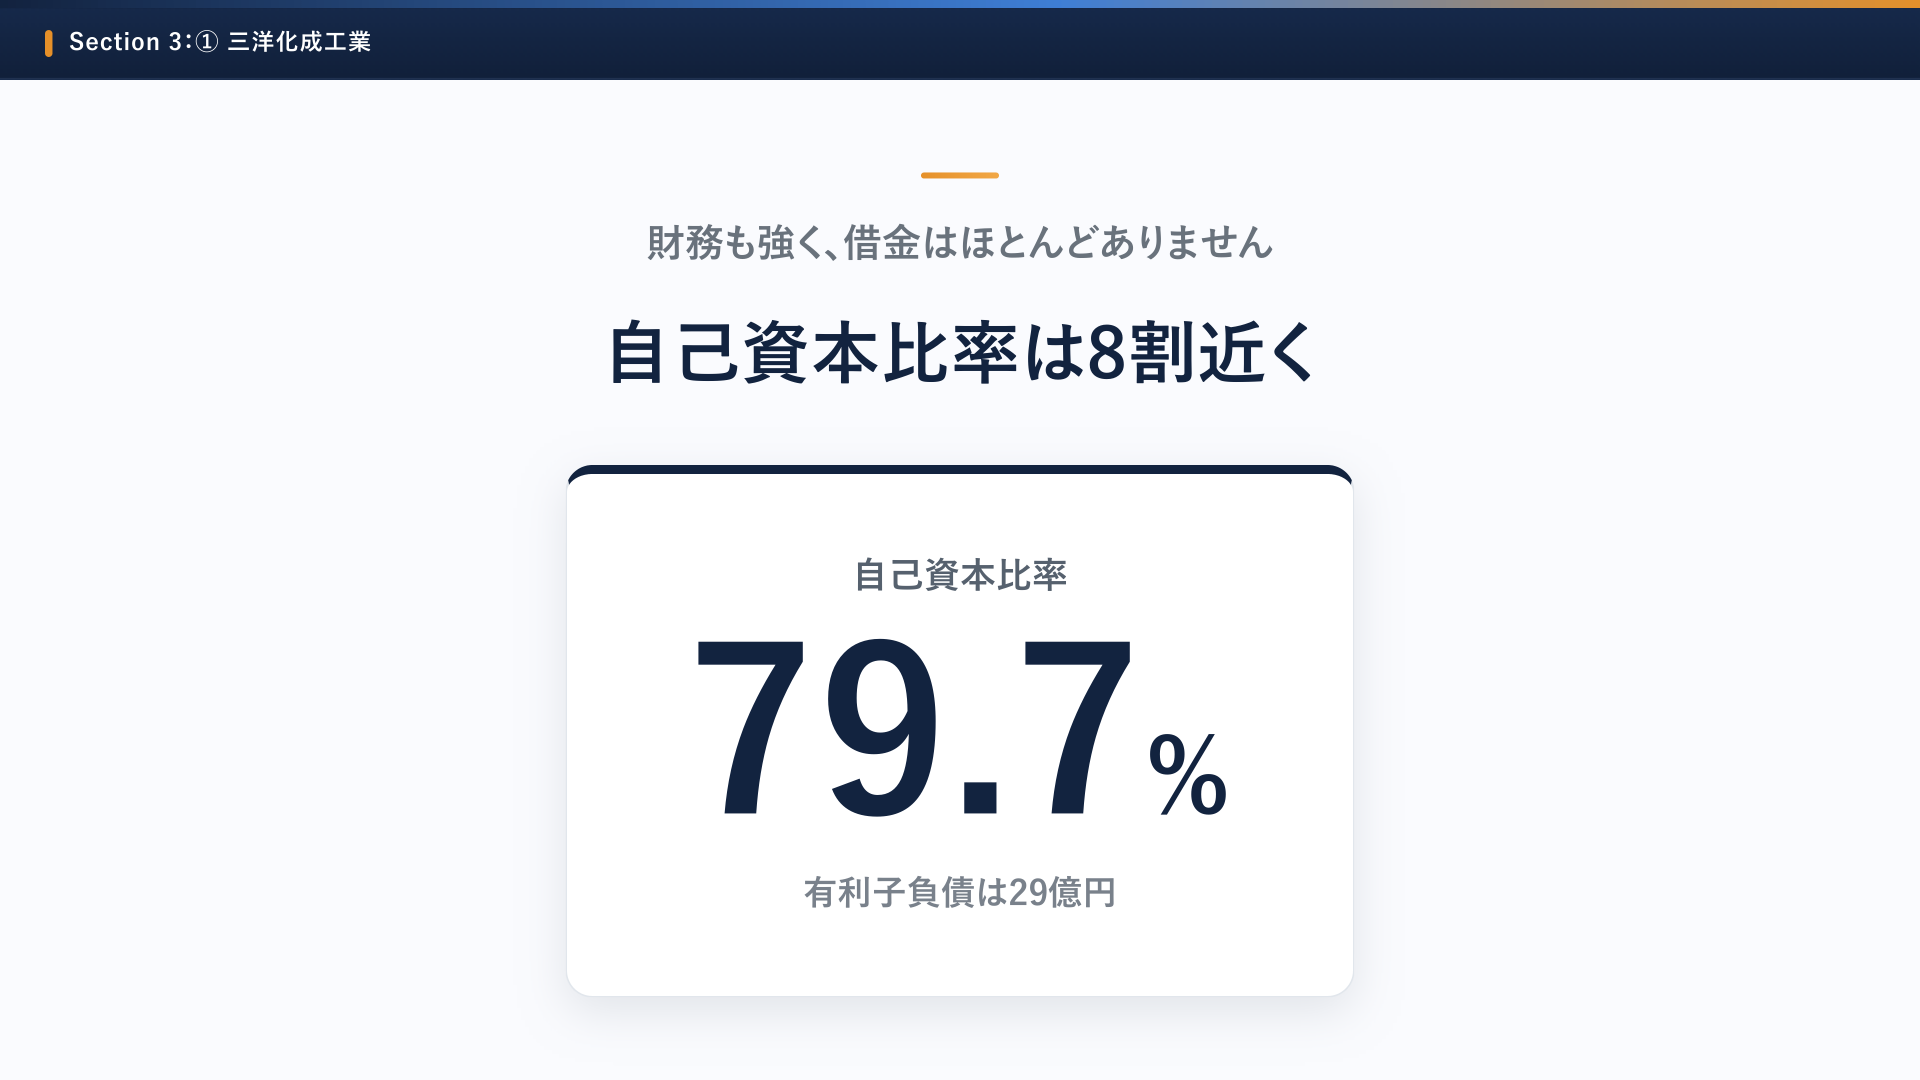 Section 3：① 三洋化成工業
財務も強く、借金はほとんどありません
自己資本比率は8割近く
自己資本比率
79.7%
有利子負債は29億円